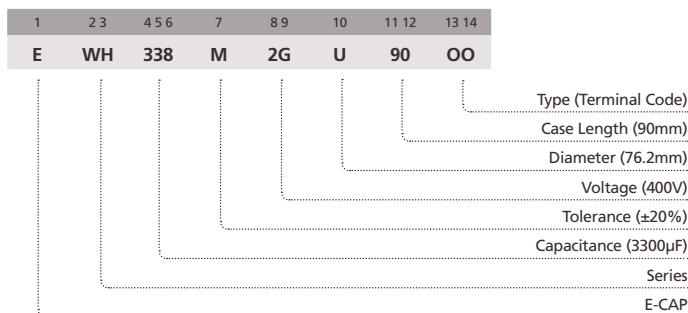 1 2 3 4 5 6 7 8 9 10 11 12 13 14
E WH 338 M 2G U 90 OO
Type (Terminal Code)
Case Length (90mm)
Diameter (76.2mm)
Voltage (400V)
Tolerance (±20%)
Capacitance (3300µF)
Series
E-CAP